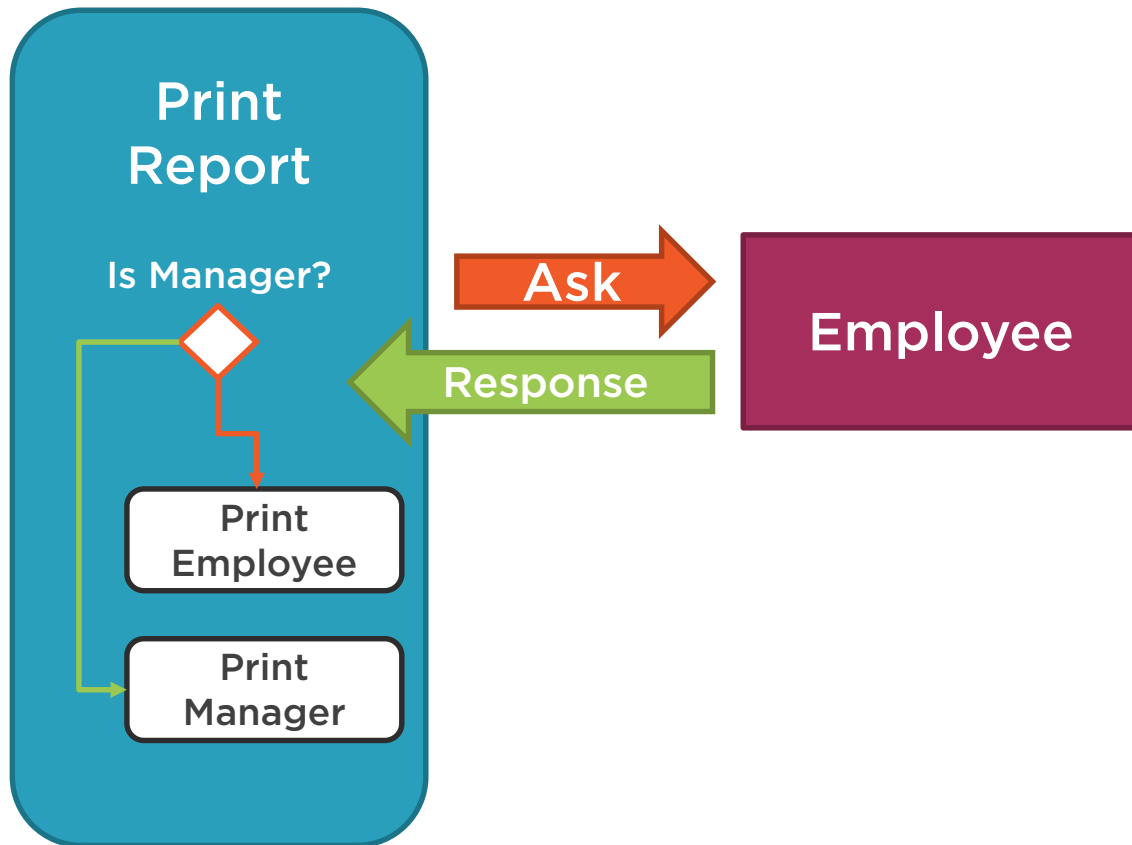 Print
Report
Is Manager?
Ask
Employee
Response
Print
Employee
Print
Manager